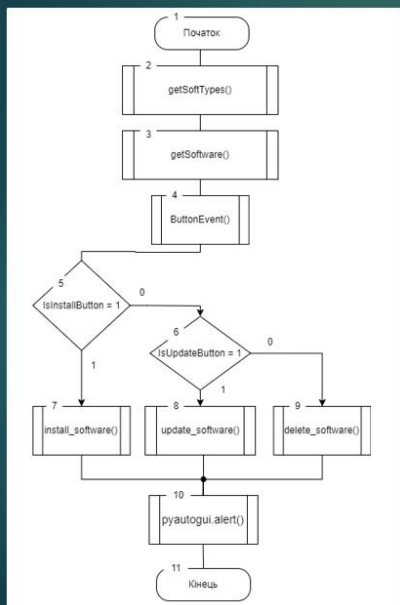 1
Початок
2
getSoftTypes()
3
getSoftware()
4
ButtonEvent()
5
IsInstallButton = 1
0
1
6
IsUpdateButton = 1
0
1
7
install_software()
8
update_software()
9
delete_software()
10
pyautogui.alert()
11
Кінець